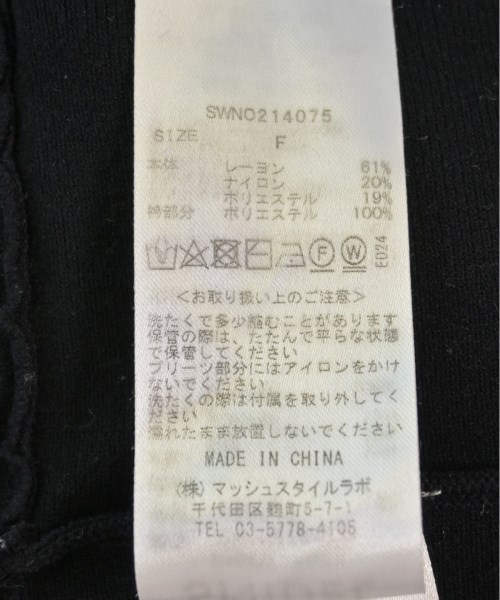 SWNO214075
SIZE F
本体 レーヨン 61%
ナイロン 20%
ポリエステル 19%
衿部分 ポリエステル 100%
F W E024
<お取り扱い上のご注意>
洗たくで多少縮むことがあります
保管の際は、たたんで平らな状態
で保管してください
プリーツ部分にはアイロンをかけ
ないでください
洗たくの際は付属を取り外してく
ださい
濡れたまま放置しないでください
MADE IN CHINA
(株)マッシュスタイルラボ
千代田区麹町5-7-1
TEL 03-5778-4105